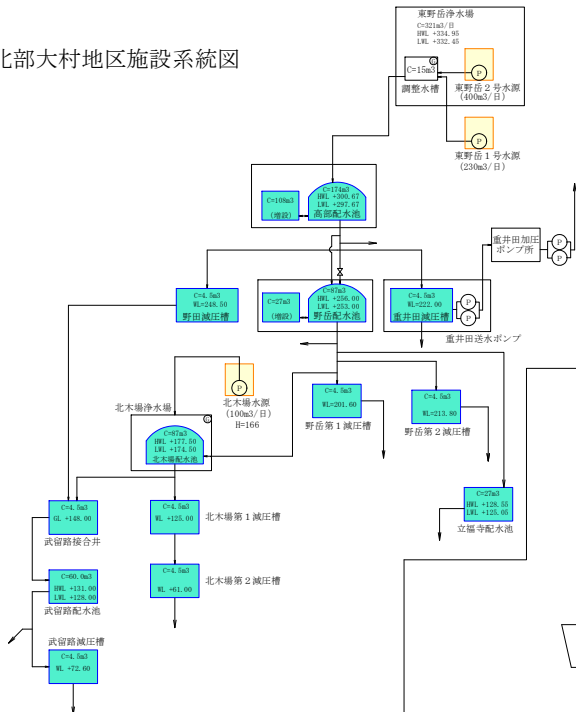 東野岳浄水場
C=321m3/日
HWL +334.95
LWL +332.45
北部大村地区施設系統図
G
C=15m3
調整水槽
P
東野岳２号水源
(400m3/日)
P
東野岳１号水源
(230m3/日)
C=108m3
(増設)
C=174m3
HWL +300.67
LWL +297.67
高部配水池
重井田加圧
ポンプ所
P
P
C=4.5m3
WL=248.50
野田減圧槽
C=27m3
(増設)
C=87m3
HWL +256.00
LWL +253.00
野岳配水池
C=4.5m3
WL=222.00
重井田減圧槽
P
P
重井田送水ポンプ
P
北木場水源
(100m3/日)
H=166
北木場浄水場
G
C=87m3
HWL +177.50
LWL +174.50
北木場配水池
C=4.5m3
WL=201.60
野岳第１減圧槽
C=4.5m3
WL=213.80
野岳第２減圧槽
C=4.5m3
GL +148.00
武留路接合井
C=4.5m3
WL +125.00
北木場第１減圧槽
C=27m3
HWL +128.55
LWL +125.05
立福寺配水池
C=60.0m3
HWL +131.00
LWL +128.00
武留路配水池
C=4.5m3
WL +61.00
北木場第２減圧槽
武留路減圧槽
C=4.5m3
WL +72.60